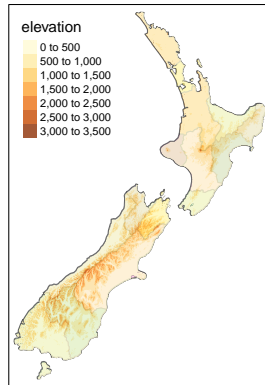 elevation
0 to 500
500 to 1,000
1,000 to 1,500
1,500 to 2,000
2,000 to 2,500
2,500 to 3,000
3,000 to 3,500